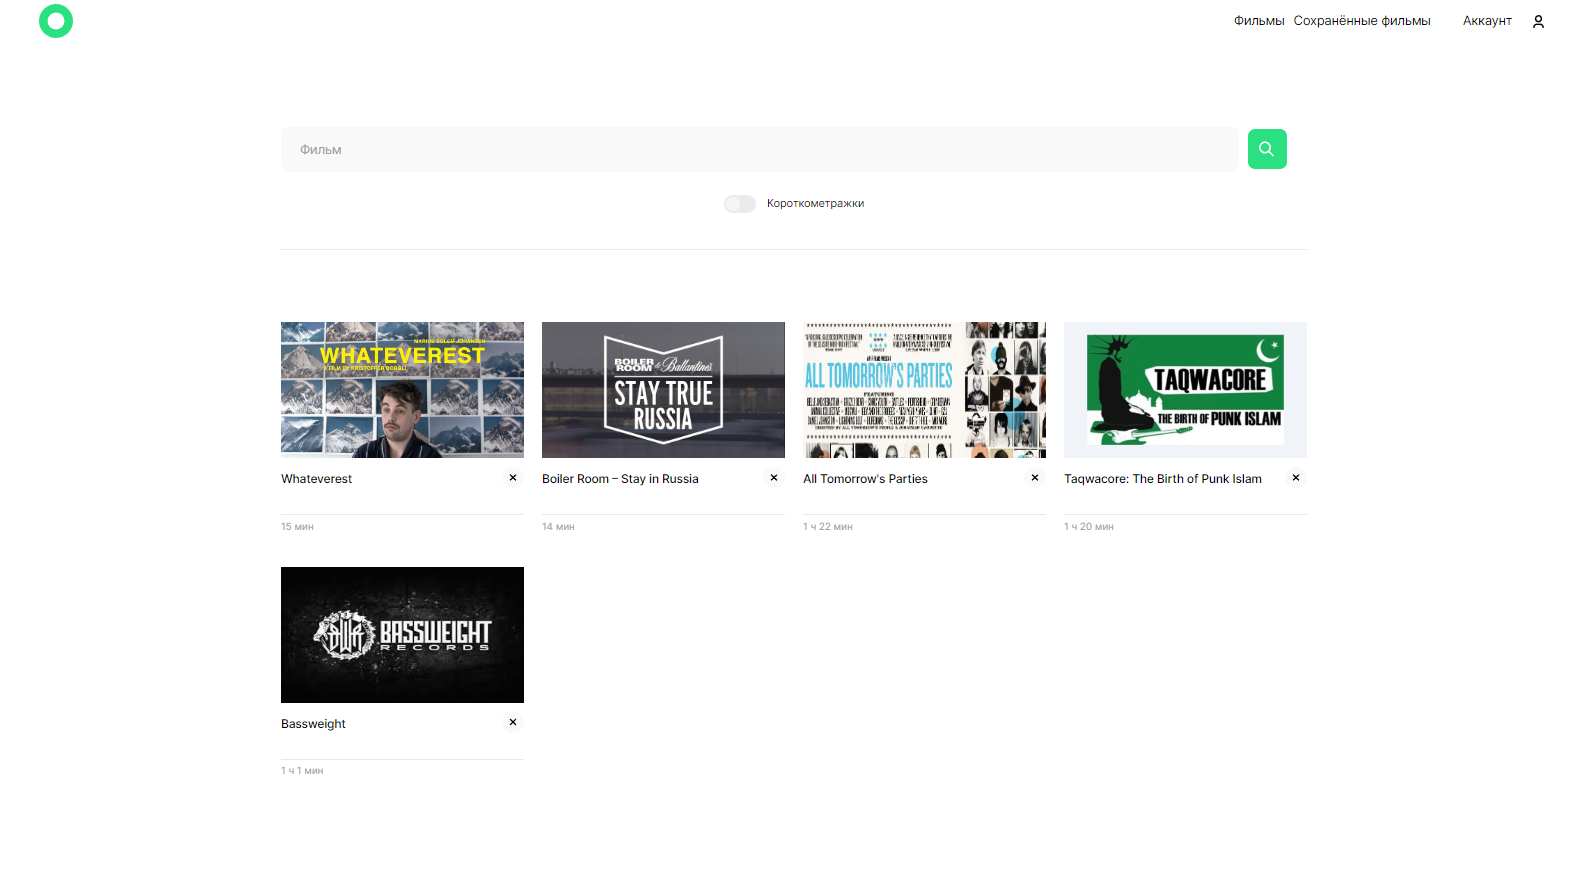 Фильмы Сохранённые фильмы Аккаунт
Фильм
Короткометражки
MARIUS SOLEM JOHANSEN
WHATEVEREST
A FILM BY KRISTOFFER BORGLI
BOILER ROOM & Ballantine's
STAY TRUE
RUSSIA
ALL TOMORROW'S PARTIES
FEATURING
TAQWACORE
THE BIRTH OF PUNK ISLAM
Whateverest
Boiler Room – Stay in Russia
All Tomorrow's Parties
Taqwacore: The Birth of Punk Islam
15 мин
14 мин
1 ч 22 мин
1 ч 20 мин
BWR
BASSWEIGHT
RECORDS
Bassweight
1 ч 1 мин